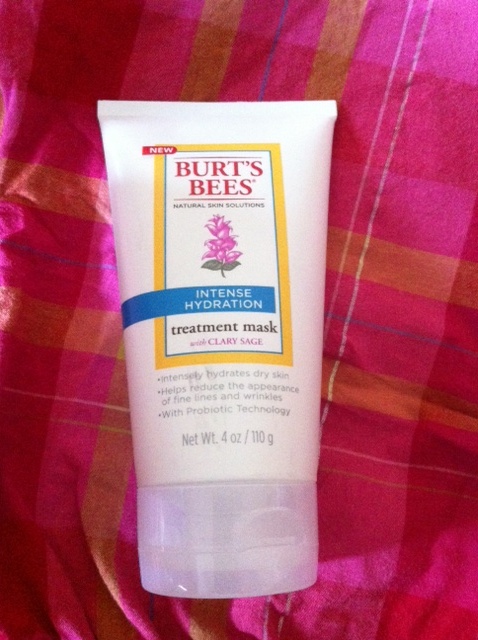 NEW
BURT'S
BEES®
NATURAL SKIN SOLUTIONS
INTENSE
HYDRATION
treatment mask
with CLARY SAGE
•Intensely hydrates dry skin
•Helps reduce the appearance
of fine lines and wrinkles
•With Probiotic Technology
Net Wt. 4 oz / 110 g